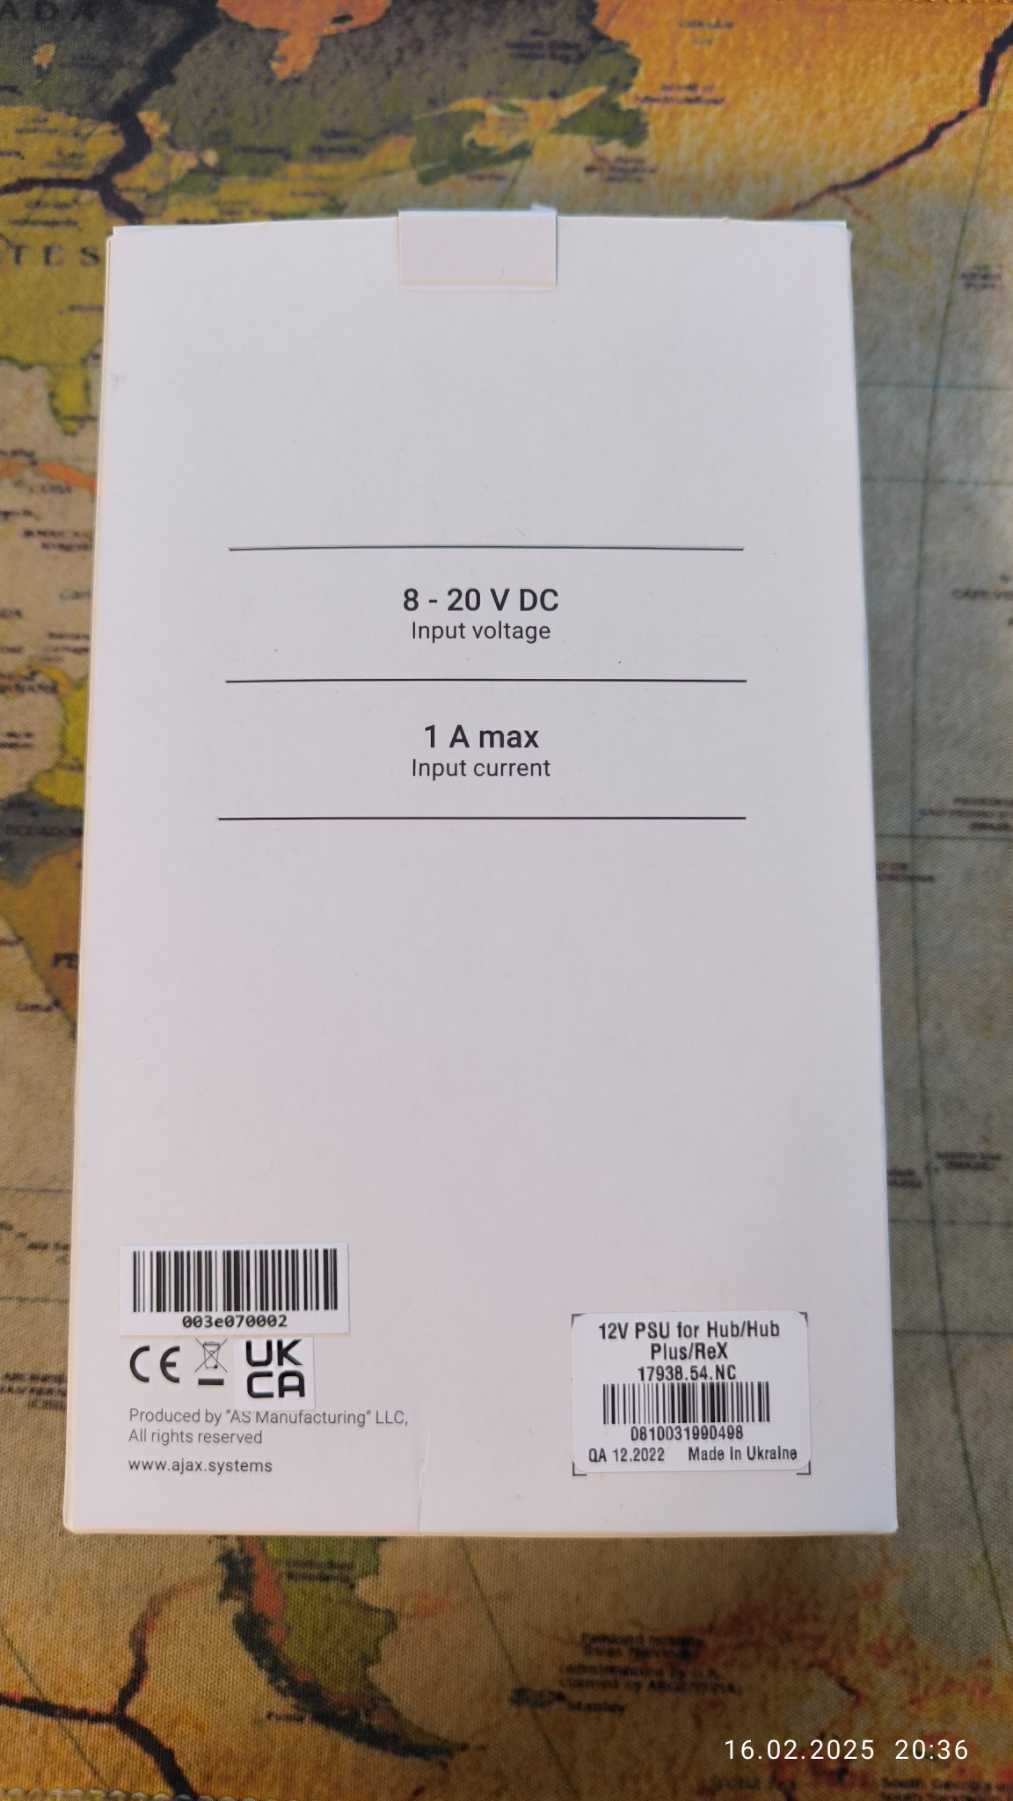 TES
8 - 20 V DC
Input voltage
1 A max
Input current
003e070002
CE
UK
CA
Produced by "AS Manufacturing" LLC,
All rights reserved
www.ajax.systems
12V PSU for Hub/Hub
Plus/ReX
17938.54.NC
0810031990498
QA 12.2022 Made In Ukraine
16.02.2025 20:36